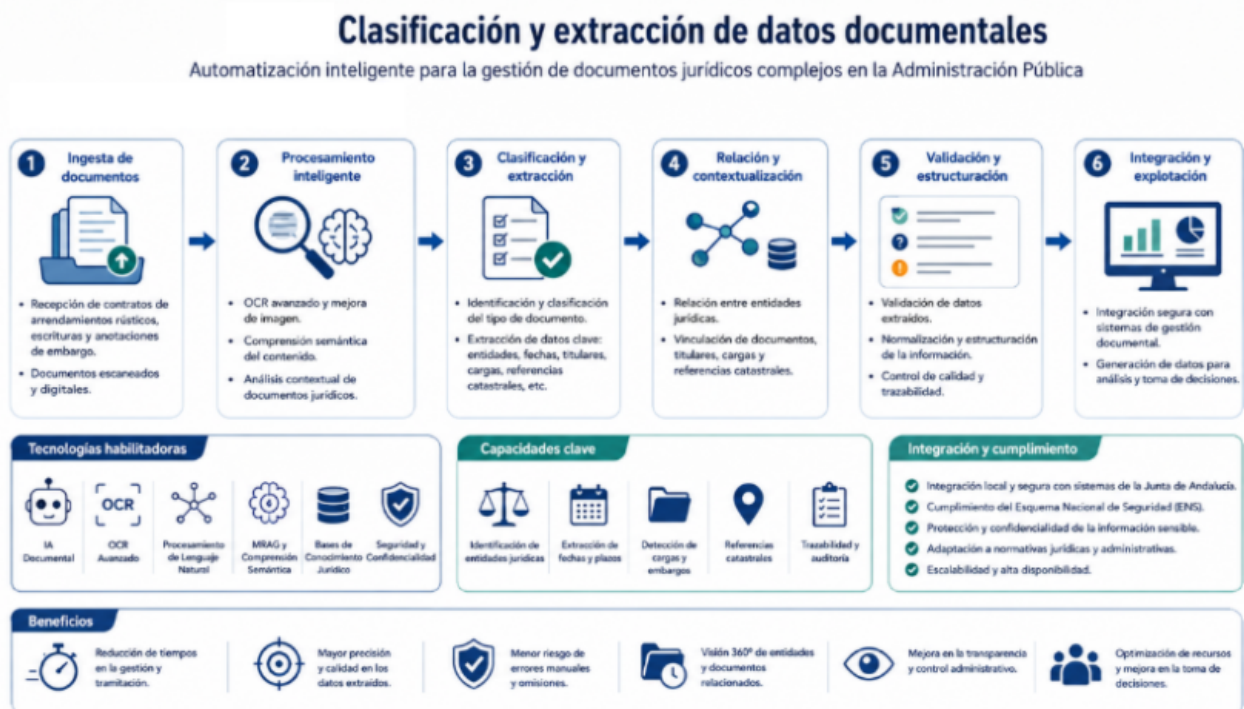 Clasificación y extracción de datos documentales
Automatización inteligente para la gestión de documentos jurídicos complejos en la Administración Pública
1
Ingesta de
documentos
• Recepción de contratos de
arrendamientos rústicos,
escrituras y anotaciones
de embargo.
• Documentos escaneados
y digitales.
2
Procesamiento
inteligente
• OCR avanzado y mejora
de imagen.
• Comprensión semántica
del contenido.
• Análisis contextual de
documentos jurídicos.
3
Clasificación y
extracción
• Identificación y clasificación
del tipo de documento.
• Extracción de datos clave:
entidades, fechas, titulares,
cargas, referencias
catastrales, etc.
4
Relación y
contextualización
• Relación entre entidades
jurídicas.
• Vinculación de documentos,
titulares, cargas y
referencias catastrales.
5
Validación y
estructuración
• Validación de datos
extraídos.
• Normalización y estructuración
de la información.
• Control de calidad y
trazabilidad.
6
Integración y
explotación
• Integración segura con
sistemas de gestión
documental.
• Generación de datos para
análisis y toma de decisiones.
Tecnologías habilitadoras
IA
Documental
OCR
OCR
Avanzado
Procesamiento
de Lenguaje
Natural
MRAG y
Comprensión
Semántica
Bases de
Conocimiento
Jurídico
Seguridad y
Confidencialidad
Capacidades clave
Identificación de
entidades jurídicas
Extracción de
fechas y plazos
Detección de
cargas y
embargos
Referencias
catastrales
Trazabilidad y
auditoría
Integración y cumplimiento
Integración local y segura con sistemas de la Junta de Andalucía.
Cumplimiento del Esquema Nacional de Seguridad (ENS).
Protección y confidencialidad de la información sensible.
Adaptación a normativas jurídicas y administrativas.
Escalabilidad y alta disponibilidad.
Beneficios
Reducción de tiempos
en la gestión y
tramitación.
Mayor precisión
y calidad en los
datos extraídos.
Menor riesgo de
errores manuales
y omisiones.
Visión 360º de entidades
y documentos
relacionados.
Mejora en la transparencia
y control administrativo.
Optimización de recursos
y mejora en la toma de
decisiones.